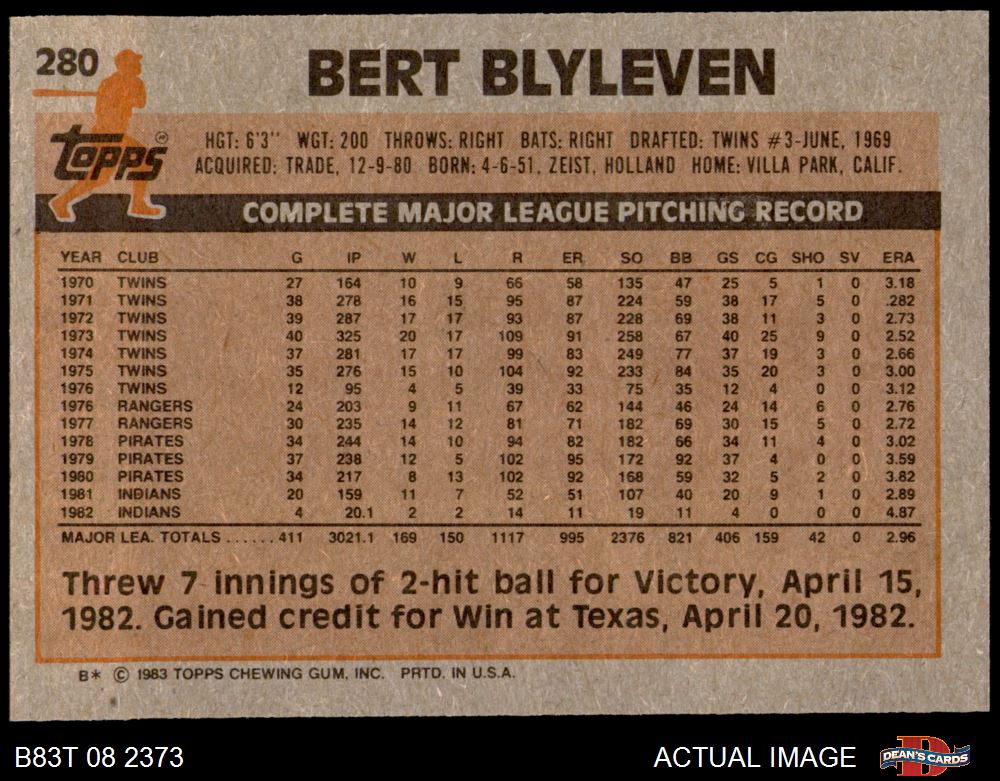 280
BERT BLYLEVEN
Topps
HGT: 6'3" WGT: 200 THROWS: RIGHT BATS: RIGHT DRAFTED: TWINS #3-JUNE, 1969
ACQUIRED: TRADE, 12-9-80 BORN: 4-6-51, ZEIST, HOLLAND HOME: VILLA PARK, CALIF.
COMPLETE MAJOR LEAGUE PITCHING RECORD
YEAR CLUB G IP W L R ER SO BB GS CG SHO SV ERA
1970 TWINS 27 164 10 9 66 58 135 47 25 5 1 0 3.18
1971 TWINS 38 278 16 15 95 87 224 59 38 17 5 0 .282
1972 TWINS 39 287 17 17 93 87 228 69 38 11 3 0 2.73
1973 TWINS 40 325 20 17 109 91 258 67 40 25 9 0 2.52
1974 TWINS 37 281 17 17 99 83 249 77 37 19 3 0 2.66
1975 TWINS 35 276 15 10 104 92 233 84 35 20 3 0 3.00
1976 TWINS 12 95 4 5 39 33 75 35 12 4 0 0 3.12
1976 RANGERS 24 203 9 11 67 62 144 46 24 14 6 0 2.76
1977 RANGERS 30 235 14 12 81 71 182 69 30 15 5 0 2.72
1978 PIRATES 34 244 14 10 94 82 182 66 34 11 4 0 3.02
1979 PIRATES 37 238 12 5 102 95 172 92 37 4 0 0 3.59
1980 PIRATES 34 217 8 13 102 92 168 59 32 5 2 0 3.82
1981 INDIANS 20 159 11 7 52 51 107 40 20 9 1 0 2.89
1982 INDIANS 4 20.1 2 2 14 11 19 11 4 0 0 0 4.87
MAJOR LEA. TOTALS ...... 411 3021.1 169 150 1117 995 2376 821 406 159 42 0 2.96
Threw 7 innings of 2-hit ball for Victory, April 15,
1982. Gained credit for Win at Texas, April 20, 1982.
B* © 1983 TOPPS CHEWING GUM, INC. PRTD. IN U.S.A.
B83T 08 2373 ACTUAL IMAGE DEAN'S CARDS